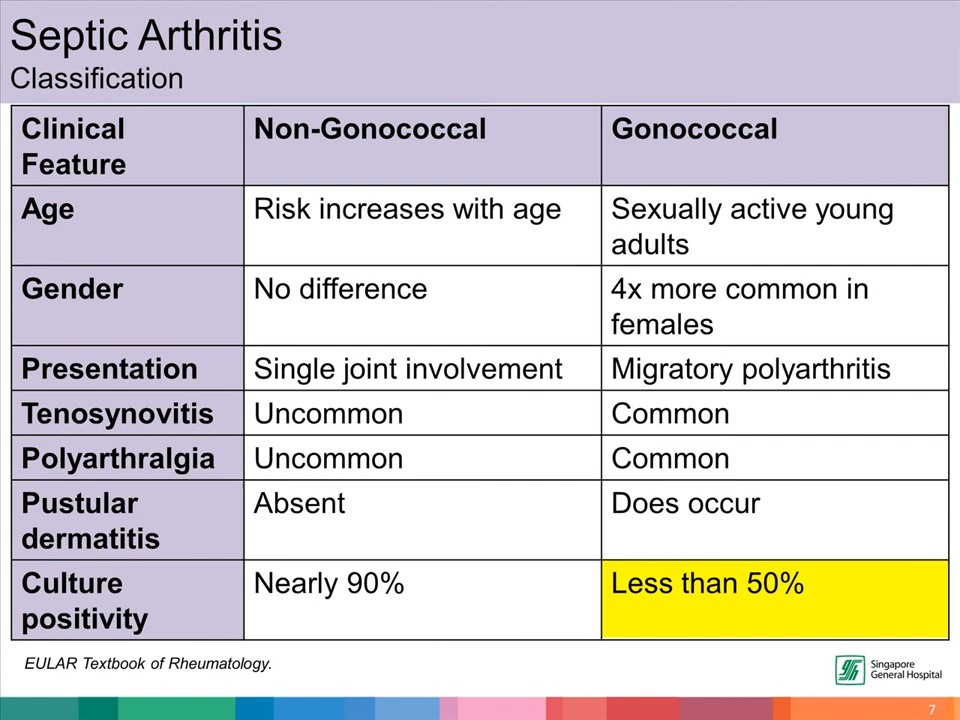 Septic Arthritis
Classification
Clinical
Feature
Non-Gonococcal
Gonococcal
Age
Risk increases with age
Sexually active young
adults
Gender
No difference
4x more common in
females
Presentation
Single joint involvement
Migratory polyarthritis
Tenosynovitis
Uncommon
Common
Polyarthralgia
Uncommon
Common
Pustular
dermatitis
Absent
Does occur
Culture
positivity
Nearly 90%
Less than 50%
EULAR Textbook of Rheumatology.
Singapore
General Hospital
7